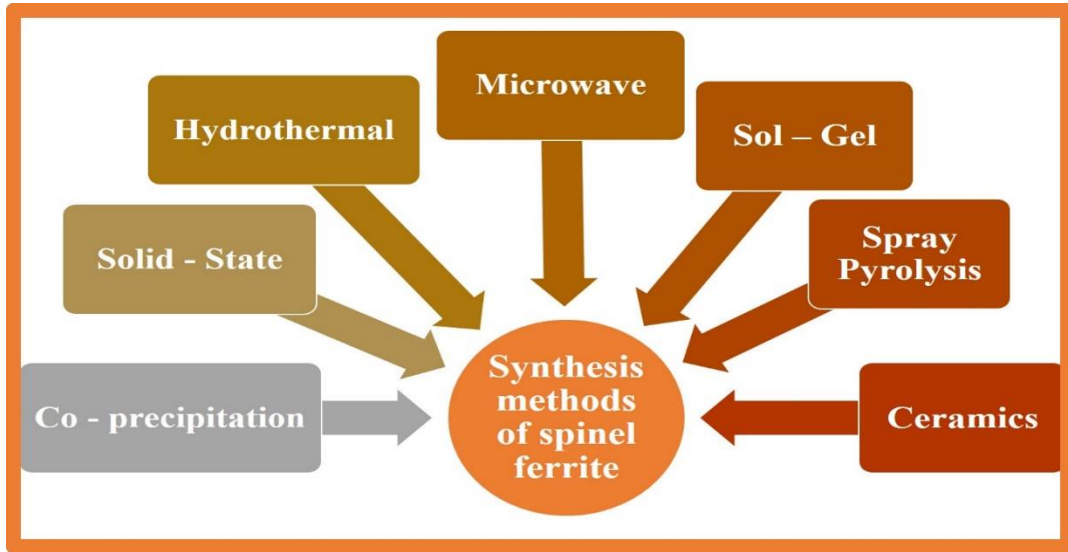 Microwave
Hydrothermal
Sol – Gel
Solid - State
Spray
Pyrolysis
Co - precipitation
Synthesis
methods
of spinel
ferrite
Ceramics